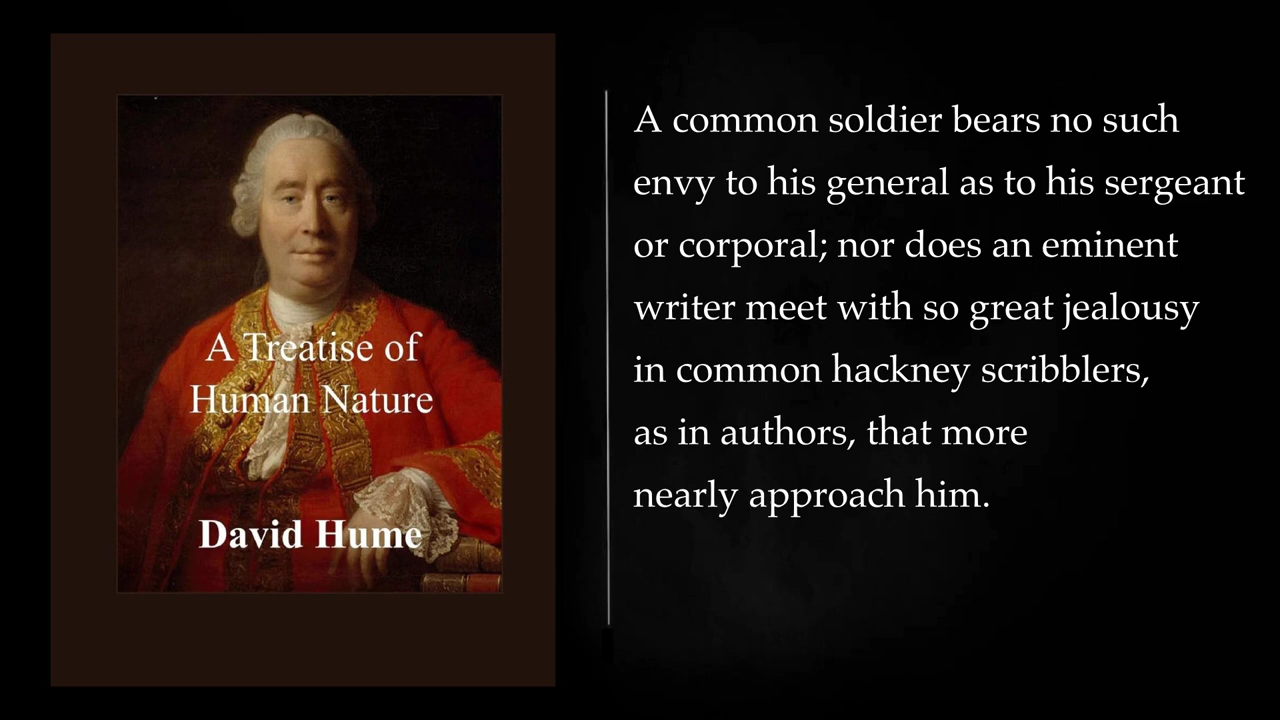 A Treatise of
Human Nature
David Hume
A common soldier bears no such
envy to his general as to his sergeant
or corporal; nor does an eminent
writer meet with so great jealousy
in common hackney scribblers,
as in authors, that more
nearly approach him.